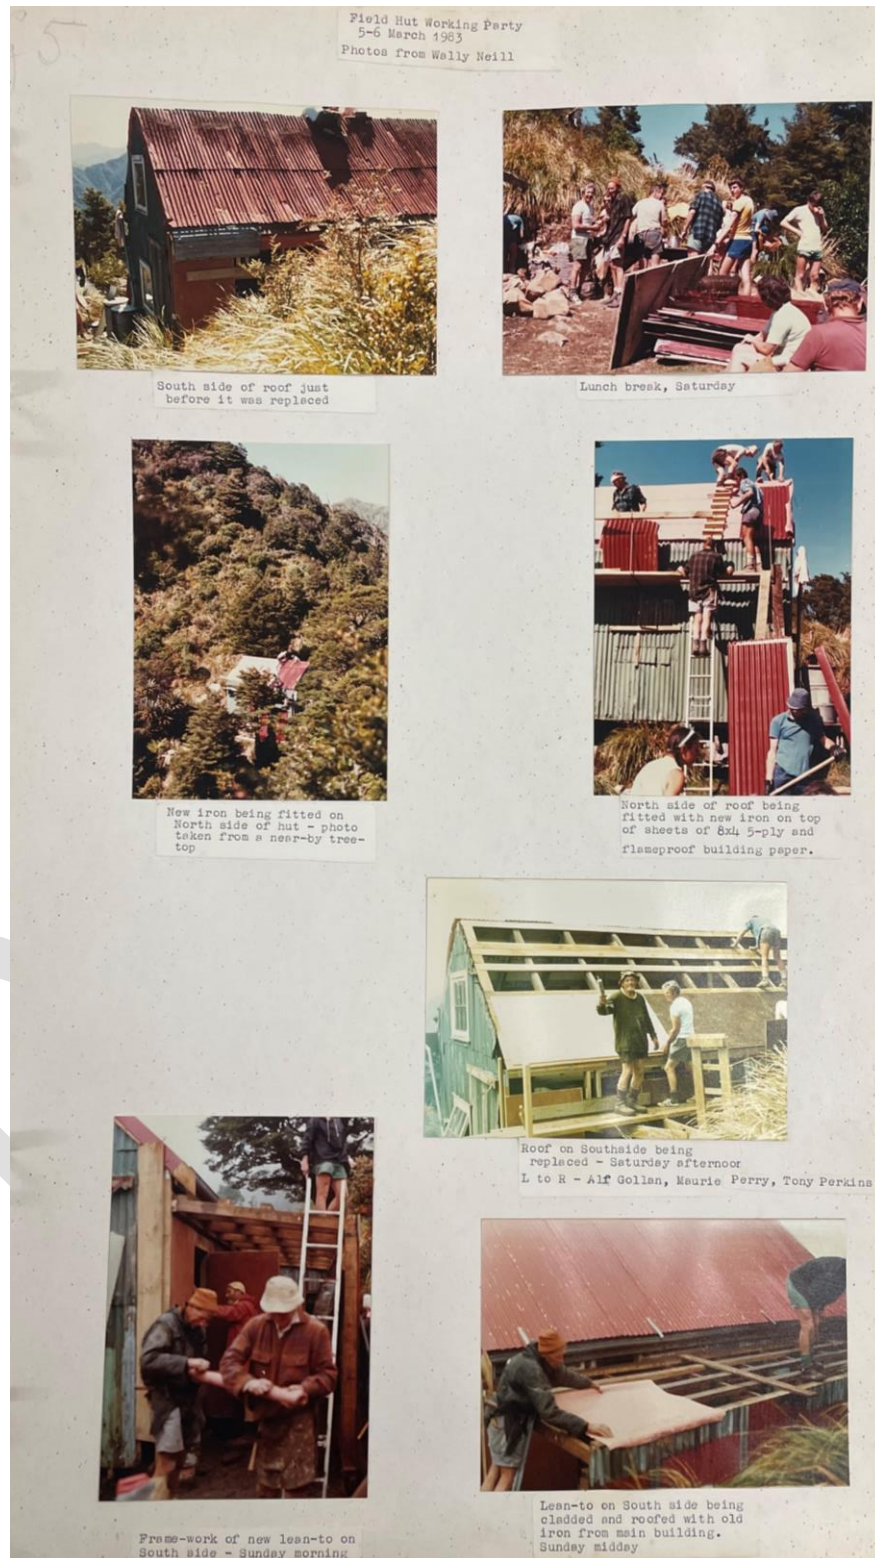 Field Hut Working Party
5-6 March 1983
Photos from Wally Neill
South side of roof just
before it was replaced
Lunch break, Saturday
New iron being fitted on
North side of hut - photo
taken from a near-by tree-
top
North side of roof being
fitted with new iron on top
of sheets of 8x4 5-ply and
flameproof building paper.
Roof on Southside being
replaced - Saturday afternoor
L to R - Alf Gollan, Maurie Perry, Tony Perkins
Frame-work of new lean-to on
South side - Sunday morning
Lean-to on South side being
cladded and roofed with old
iron from main building.
Sunday midday